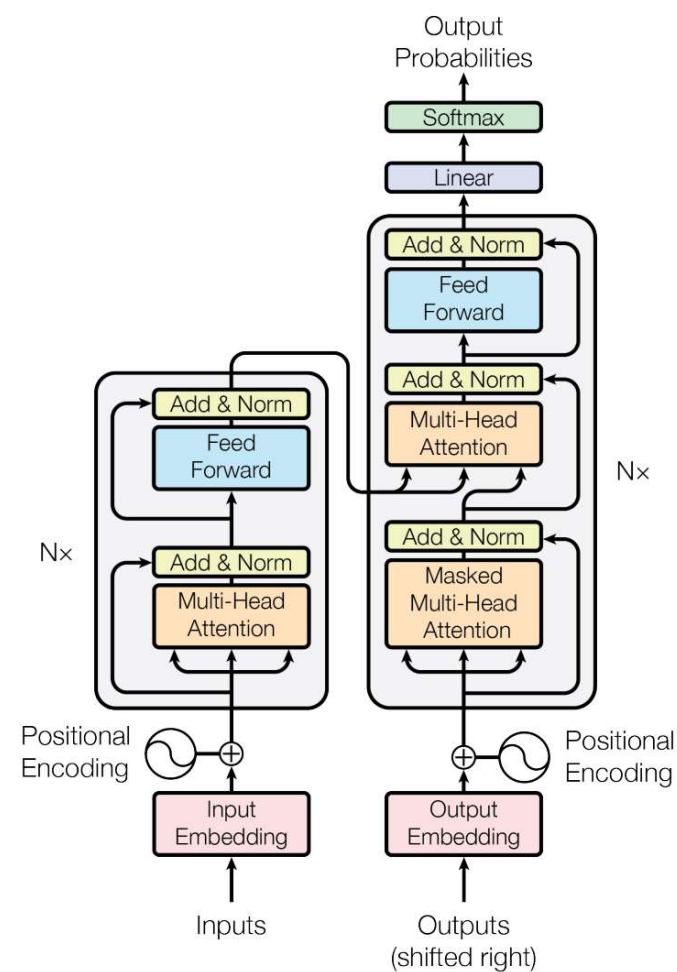 Output
Probabilities
Softmax
Linear
Add & Norm
Feed
Forward
Add & Norm
Multi-Head
Attention
Nx
Add & Norm
Masked
Multi-Head
Attention
Add & Norm
Feed
Forward
Nx
Add & Norm
Multi-Head
Attention
Positional
Encoding
Positional
Encoding
Input
Embedding
Output
Embedding
Inputs
Outputs
(shifted right)